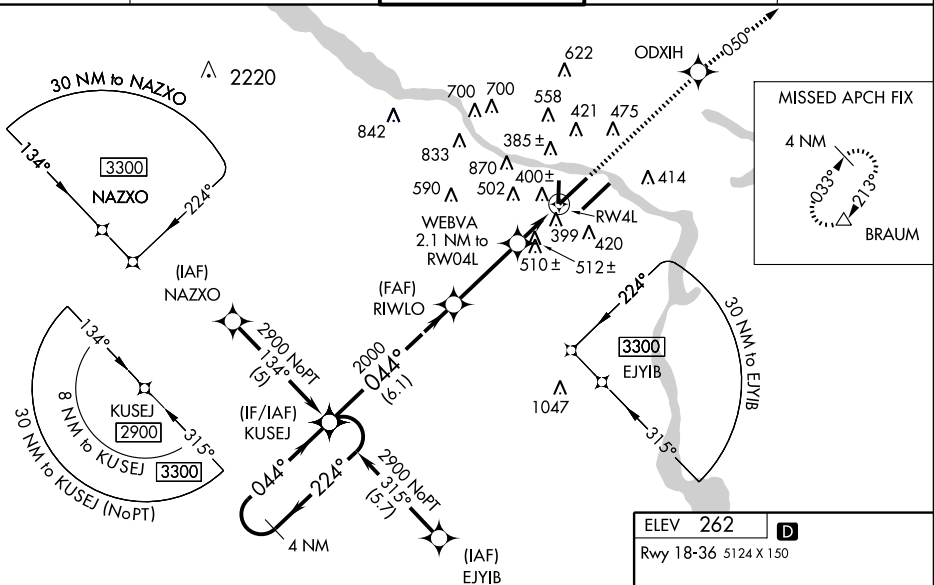 30 NM to NAZXO
2220
134°
3300
NAZXO
224°
622
ODXIH
050°
700
700
558
421
475
842
833
385 ±
870
400 ±
414
590
502
RW4L
WEBVA
2.1 NM to
RW04L
399
420
510 ±
512 ±
MISSED APCH FIX
4 NM
033°
213°
BRAUM
(IAF)
NAZXO
(FAF)
RIWLO
2900 NoPT
134°
(5)
2000
044°
(6.1)
224°
3300
EJYIB
30 NM to EJYIB
315°
1047
134°
KUSEJ
2900
315°
8 NM to KUSEJ
3300
30 NM to KUSEJ (NoPT)
(IF/IAF)
KUSEJ
044°
224°
4 NM
2900 NoPT
315°
(5.7)
(IAF)
EJYIB
ELEV 262 D
Rwy 18-36 5124 X 150